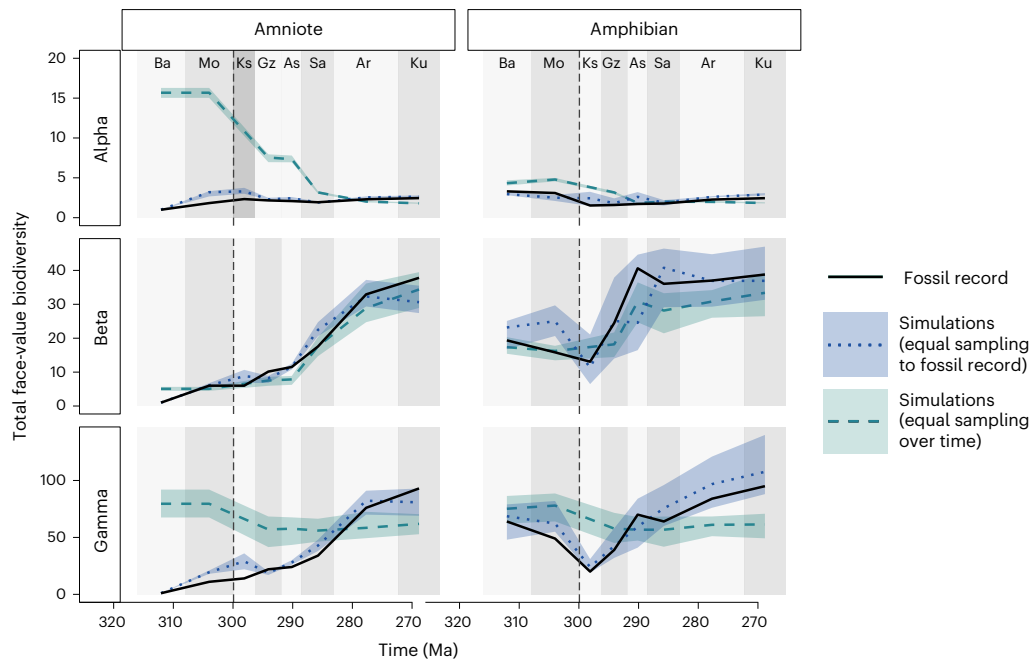 Amniote
Amphibian
Ba Mo Ks Gz As Sa Ar Ku
Ba Mo Ks Gz As Sa Ar Ku
Total face-value biodiversity
Alpha
20
15
10
5
0
Beta
40
30
20
10
0
Gamma
100
50
0
320 310 300 290 280 270
320 310 300 290 280 270
Time (Ma)
Fossil record
Simulations
(equal sampling
to fossil record)
Simulations
(equal sampling
over time)